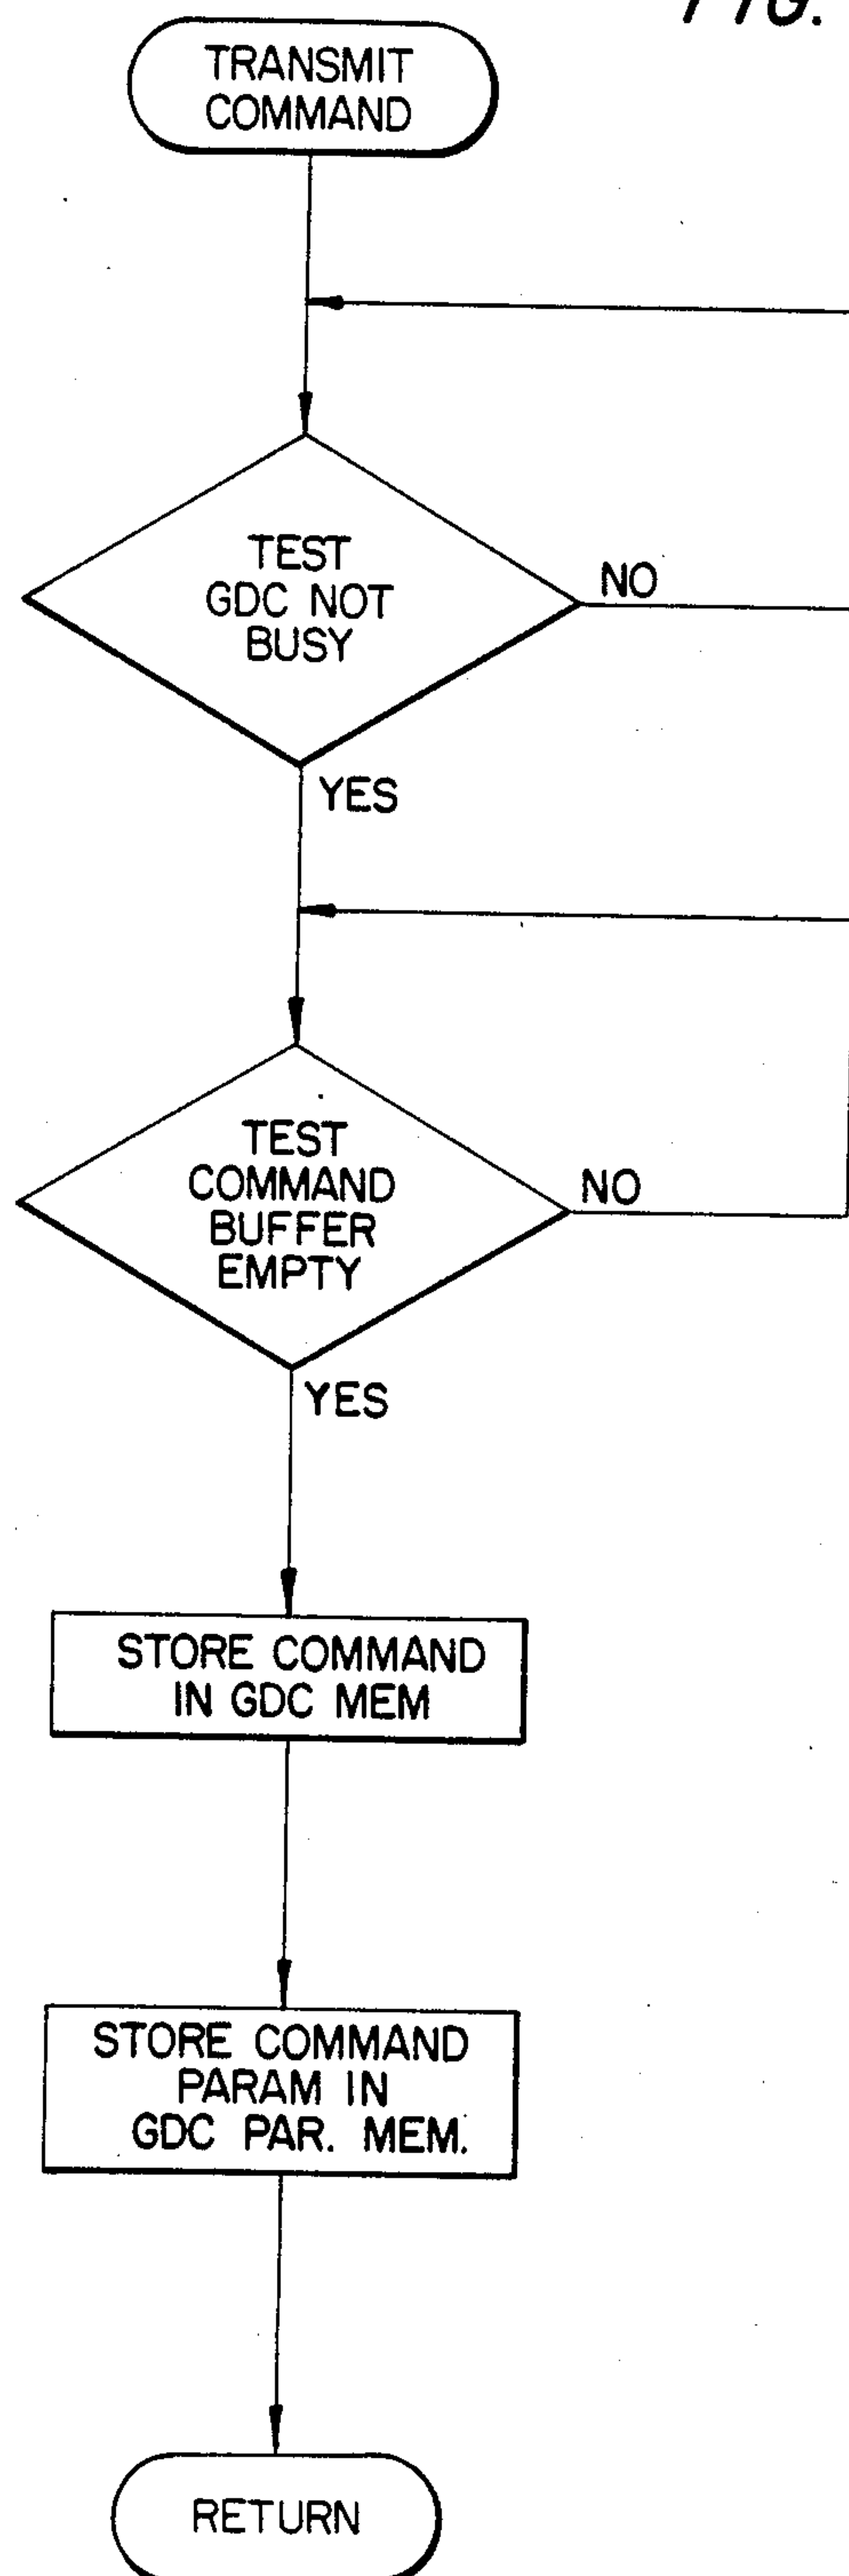 FIG.
TRANSMIT
COMMAND
TEST
GDC NOT
BUSY
NO
YES
TEST
COMMAND
BUFFER
EMPTY
NO
YES
STORE COMMAND
IN GDC MEM
STORE COMMAND
PARAM IN
GDC PAR. MEM.
RETURN